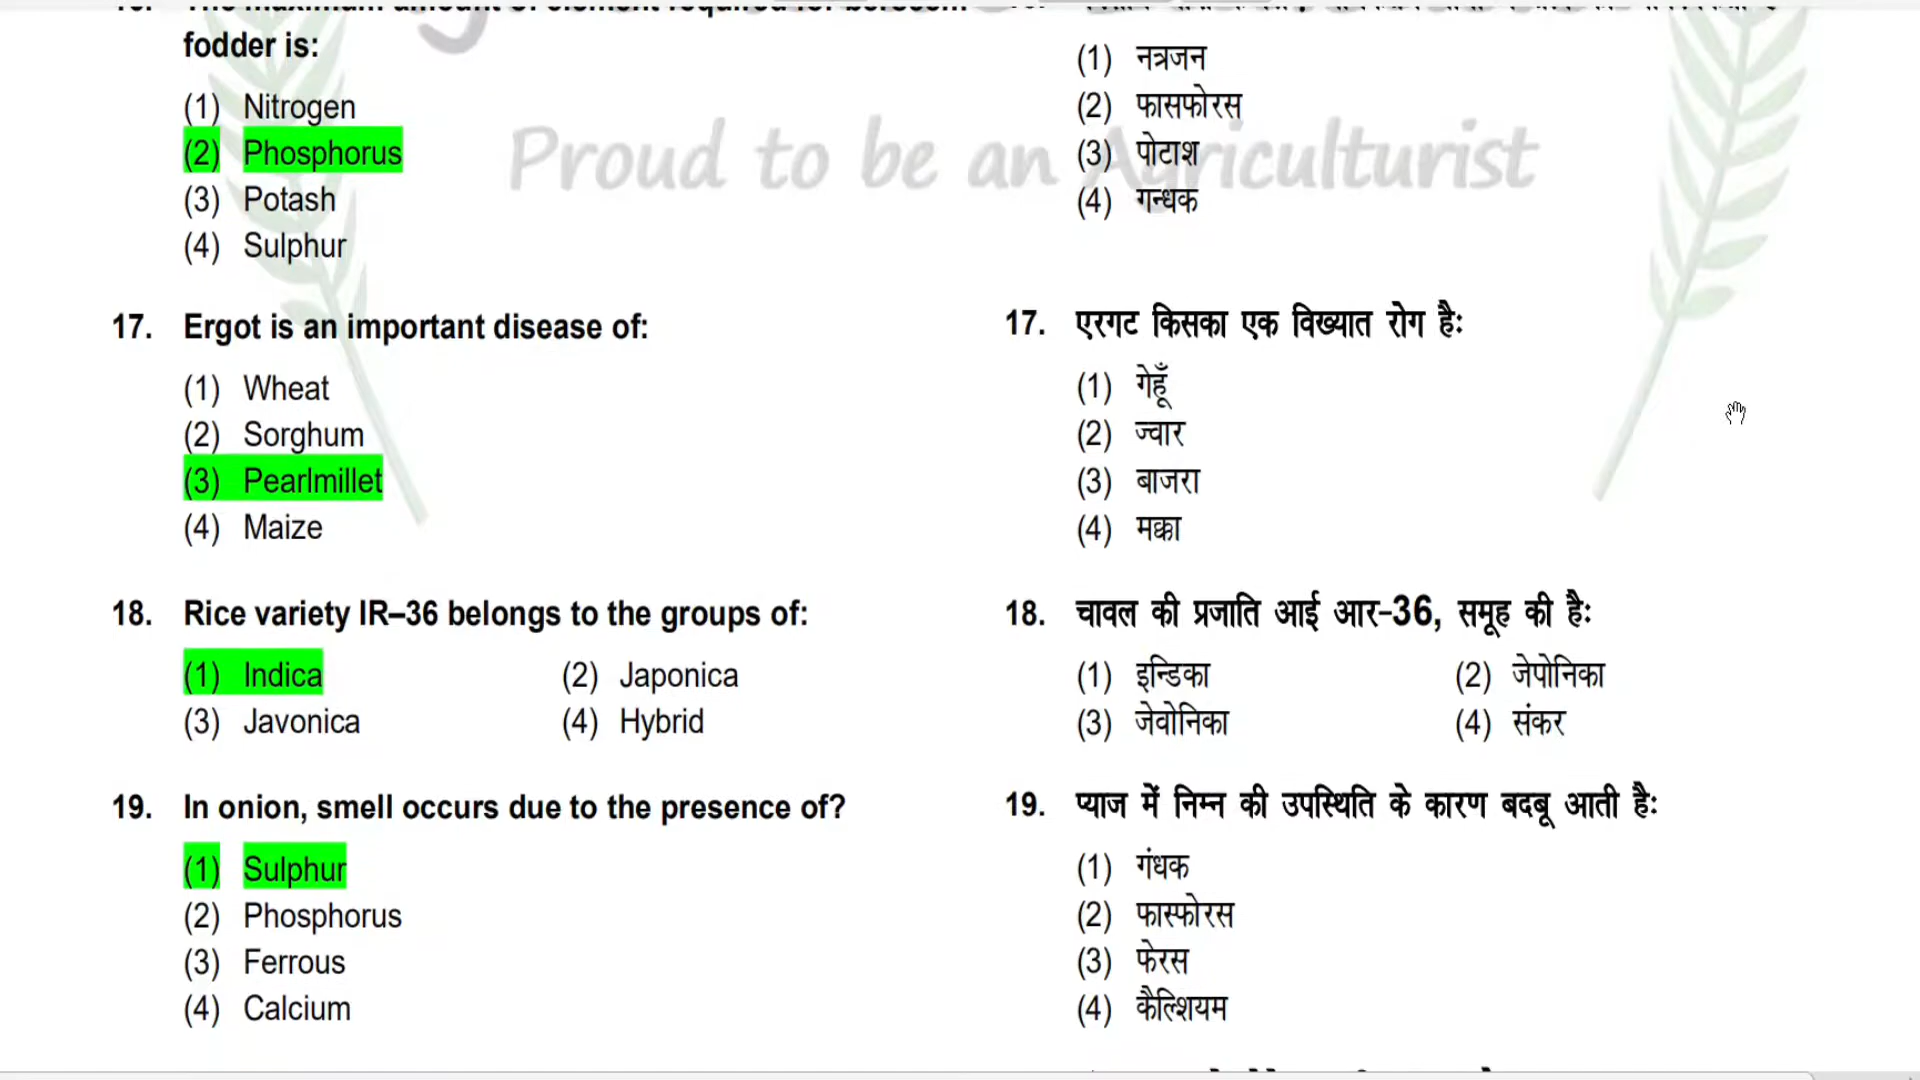 fodder is:
(1) Nitrogen
(2) Phosphorus
(3) Potash
(4) Sulphur
17. Ergot is an important disease of:
(1) Wheat
(2) Sorghum
(3) Pearlmillet
(4) Maize
18. Rice variety IR–36 belongs to the groups of:
(1) Indica (2) Japonica
(3) Javonica (4) Hybrid
19. In onion, smell occurs due to the presence of?
(1) Sulphur
(2) Phosphorus
(3) Ferrous
(4) Calcium
(1) नत्रजन
(2) फासफोरस
(3) पोटाश
(4) गन्धक
17. एरगट किसका एक विख्यात रोग है:
(1) गेहूँ
(2) ज्वार
(3) बाजरा
(4) मक्का
18. चावल की प्रजाति आई आर-36, समूह की है:
(1) इन्डिका (2) जेपोनिका
(3) जेवोनिका (4) संकर
19. प्याज में निम्न की उपस्थिति के कारण बदबू आती है:
(1) गंधक
(2) फास्फोरस
(3) फेरस
(4) कैल्शियम
Proud to be an Agriculturist